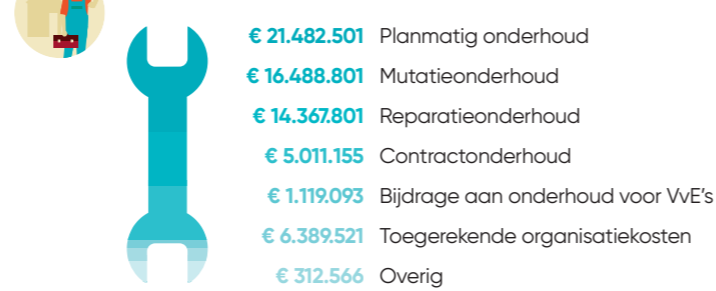 € 21.482.501 Planmatig onderhoud
€ 16.488.801 Mutatieonderhoud
€ 14.367.801 Reparatieonderhoud
€ 5.011.155 Contractonderhoud
€ 1.119.093 Bijdrage aan onderhoud voor VvE's
€ 6.389.521 Toegerekende organisatiekosten
€ 312.566 Overig